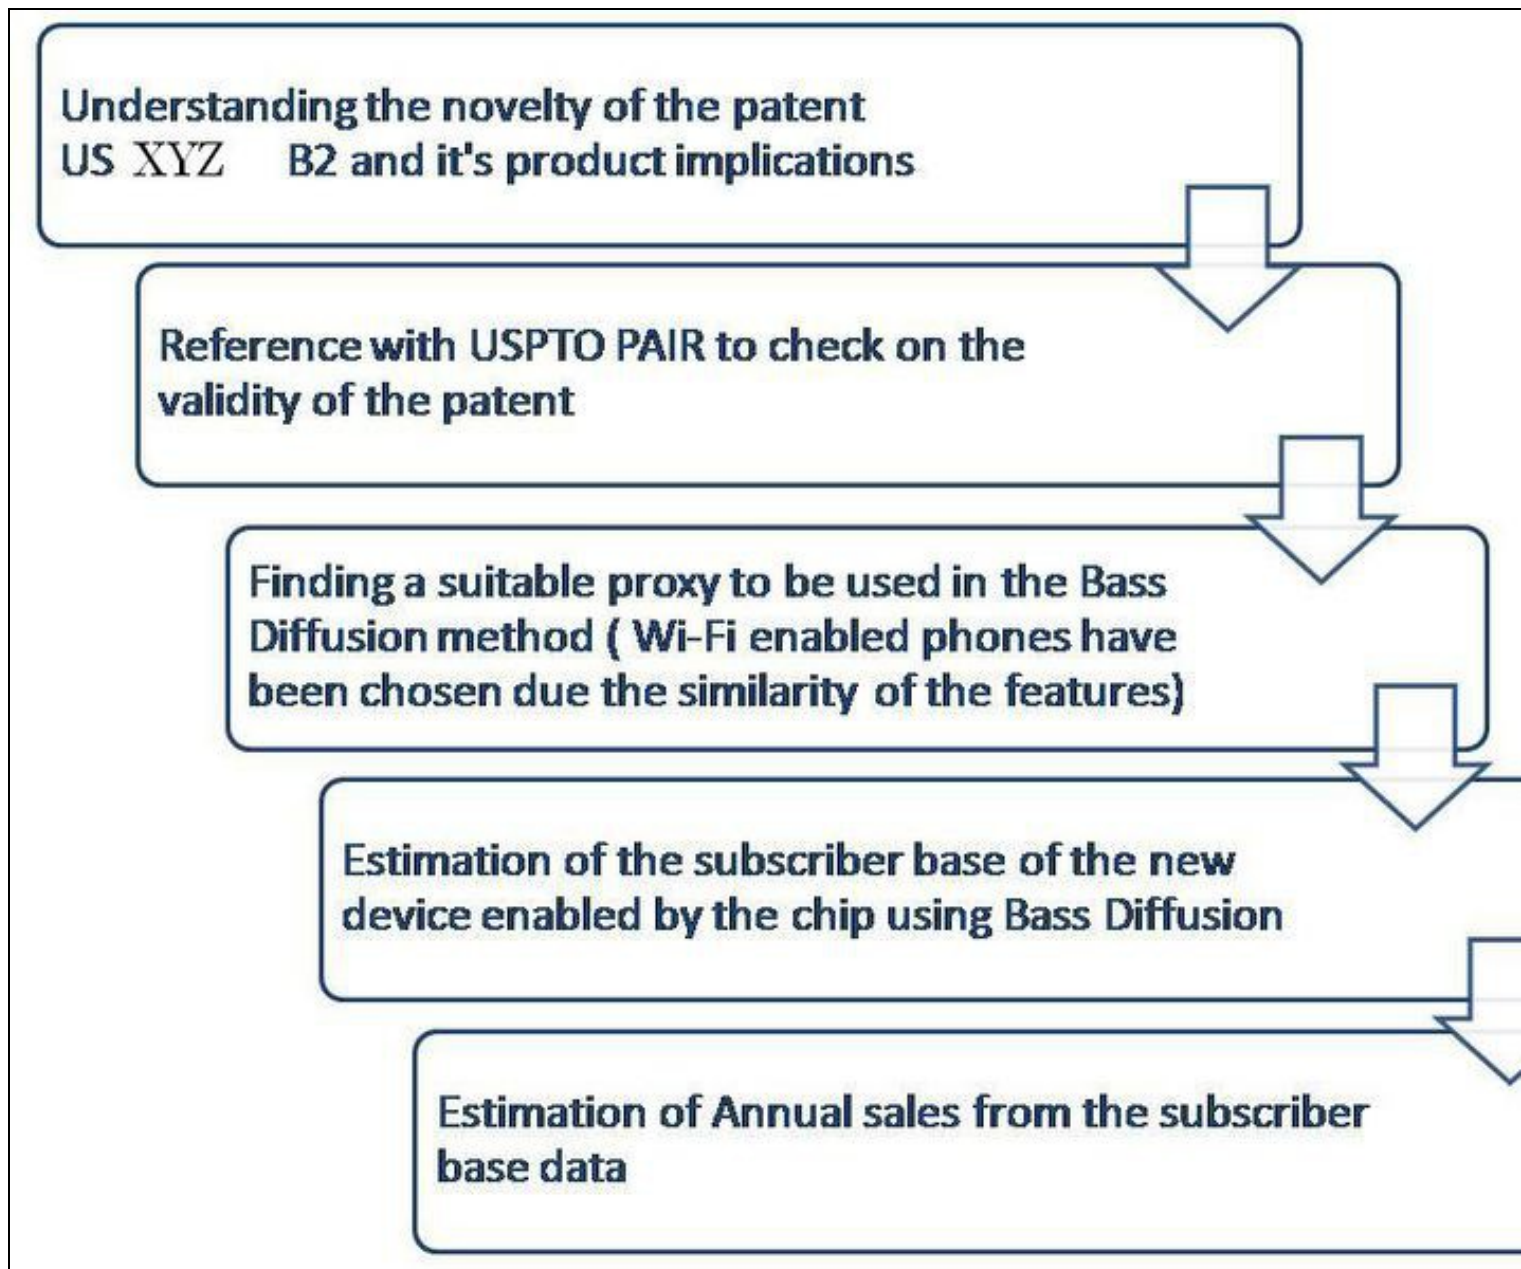 Understanding the novelty of the patent
US XYZ B2 and it's product implications
Reference with USPTO PAIR to check on the
validity of the patent
Finding a suitable proxy to be used in the Bass
Diffusion method ( Wi-Fi enabled phones have
been chosen due the similarity of the features)
Estimation of the subscriber base of the new
device enabled by the chip using Bass Diffusion
Estimation of Annual sales from the subscriber
base data